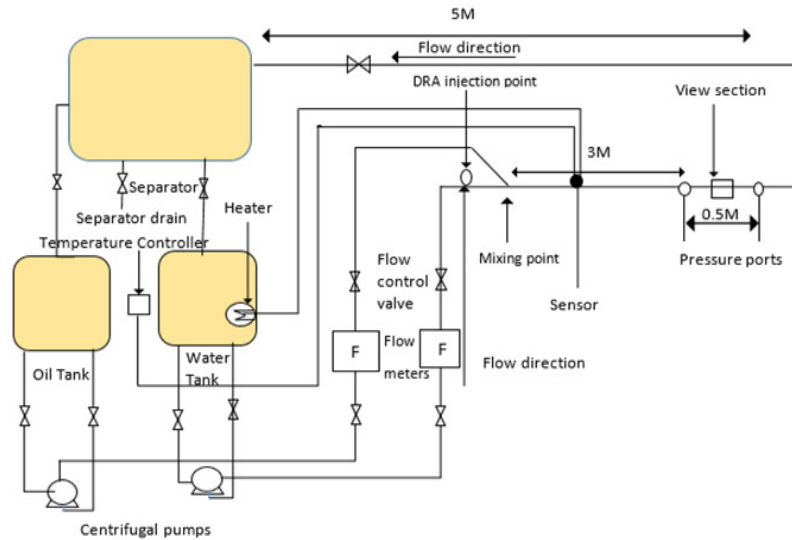 5M
Flow direction
DRA injection point
View section
3M
Separator
Separator drain
Heater
0.5M
Temperature Controller
Flow
control
valve
Mixing point
Pressure ports
Sensor
F
Flow
meters
F
Flow direction
Water
Tank
Oil Tank
Centrifugal pumps